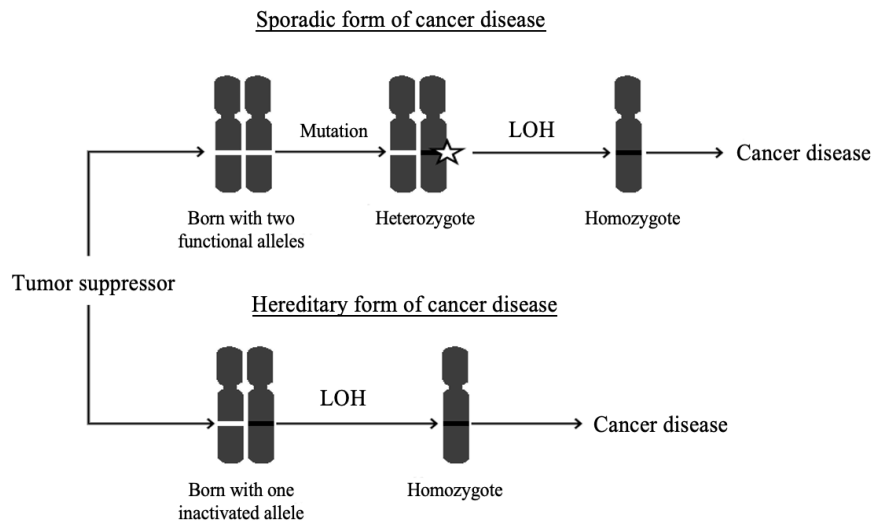 Sporadic form of cancer disease
Mutation
LOH
Cancer disease
Born with two
functional alleles
Heterozygote
Homozygote
Tumor suppressor
Hereditary form of cancer disease
LOH
Cancer disease
Born with one
inactivated allele
Homozygote